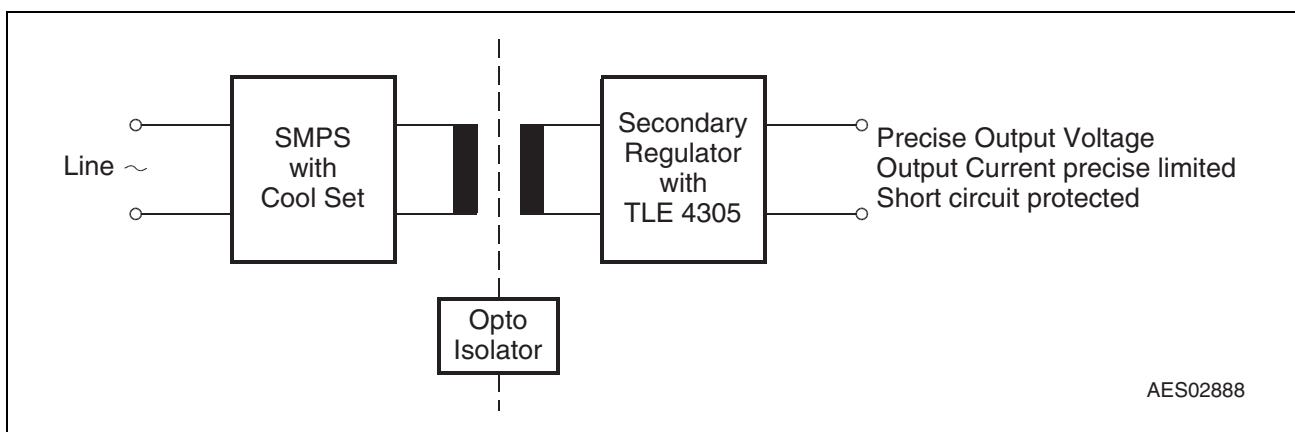 Line ~
SMPS
with
Cool Set
Secondary
Regulator
with
TLE 4305
Precise Output Voltage
Output Current precise limited
Short circuit protected
Opto
Isolator
AES02888